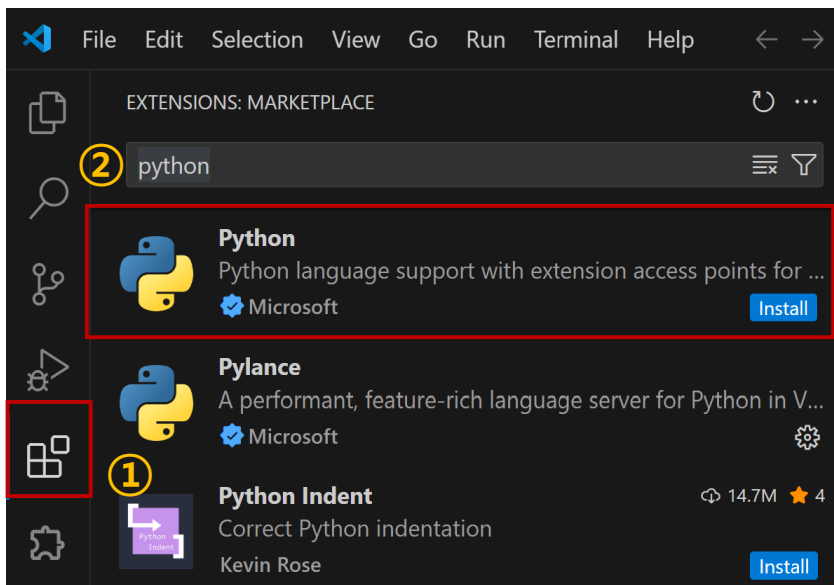 File Edit Selection View Go Run Terminal Help
EXTENSIONS: MARKETPLACE
② python
Python
Python language support with extension access points for ...
Microsoft
Install
Pylance
A performant, feature-rich language server for Python in V...
Microsoft
①
Python Indent 14.7M 4
Correct Python indentation
Kevin Rose
Install
Python
Indent